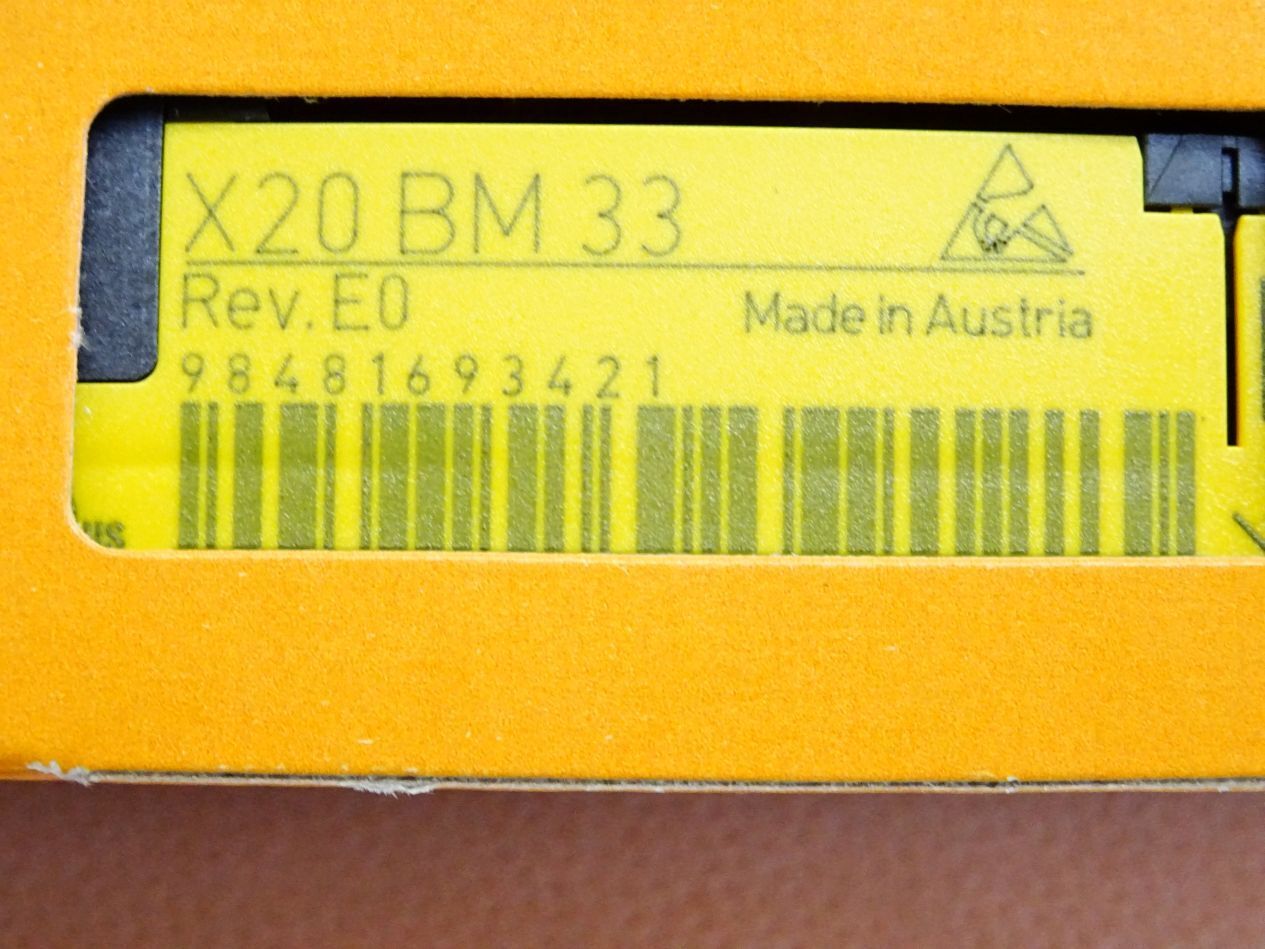 X20 BM 33
Rev. E0
Made in Austria
98481693421